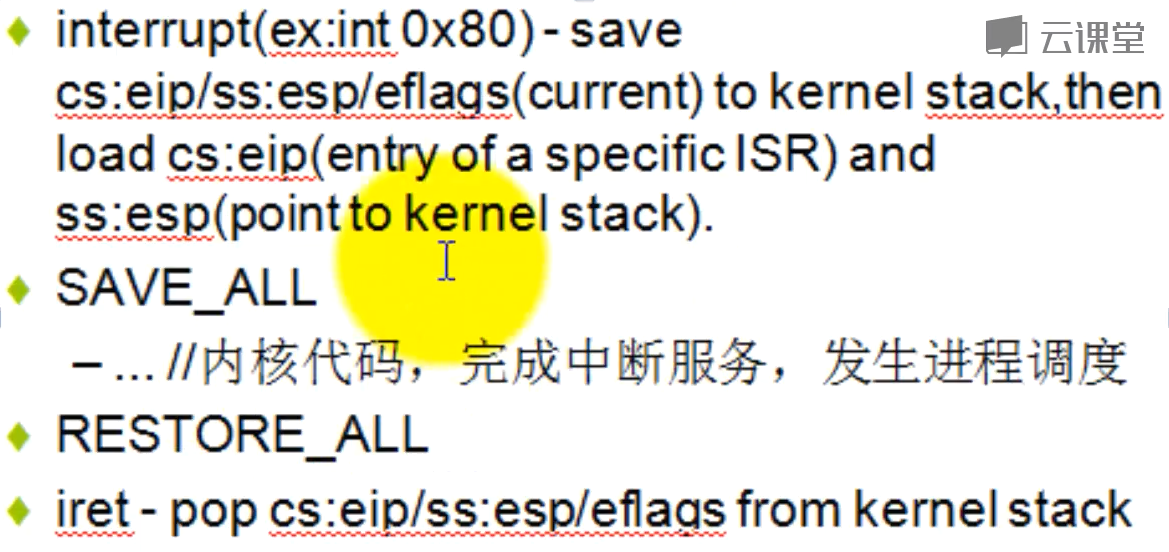 interrupt(ex:int 0x80) - save
云课堂
cs:eip/ss:esp/eflags(current) to kernel stack,then
load cs:eip(entry of a specific ISR) and
ss:esp(point to kernel stack).
SAVE_ALL
– ... //内核代码，完成中断服务，发生进程调度
RESTORE_ALL
iret - pop cs:eip/ss:esp/eflags from kernel stack